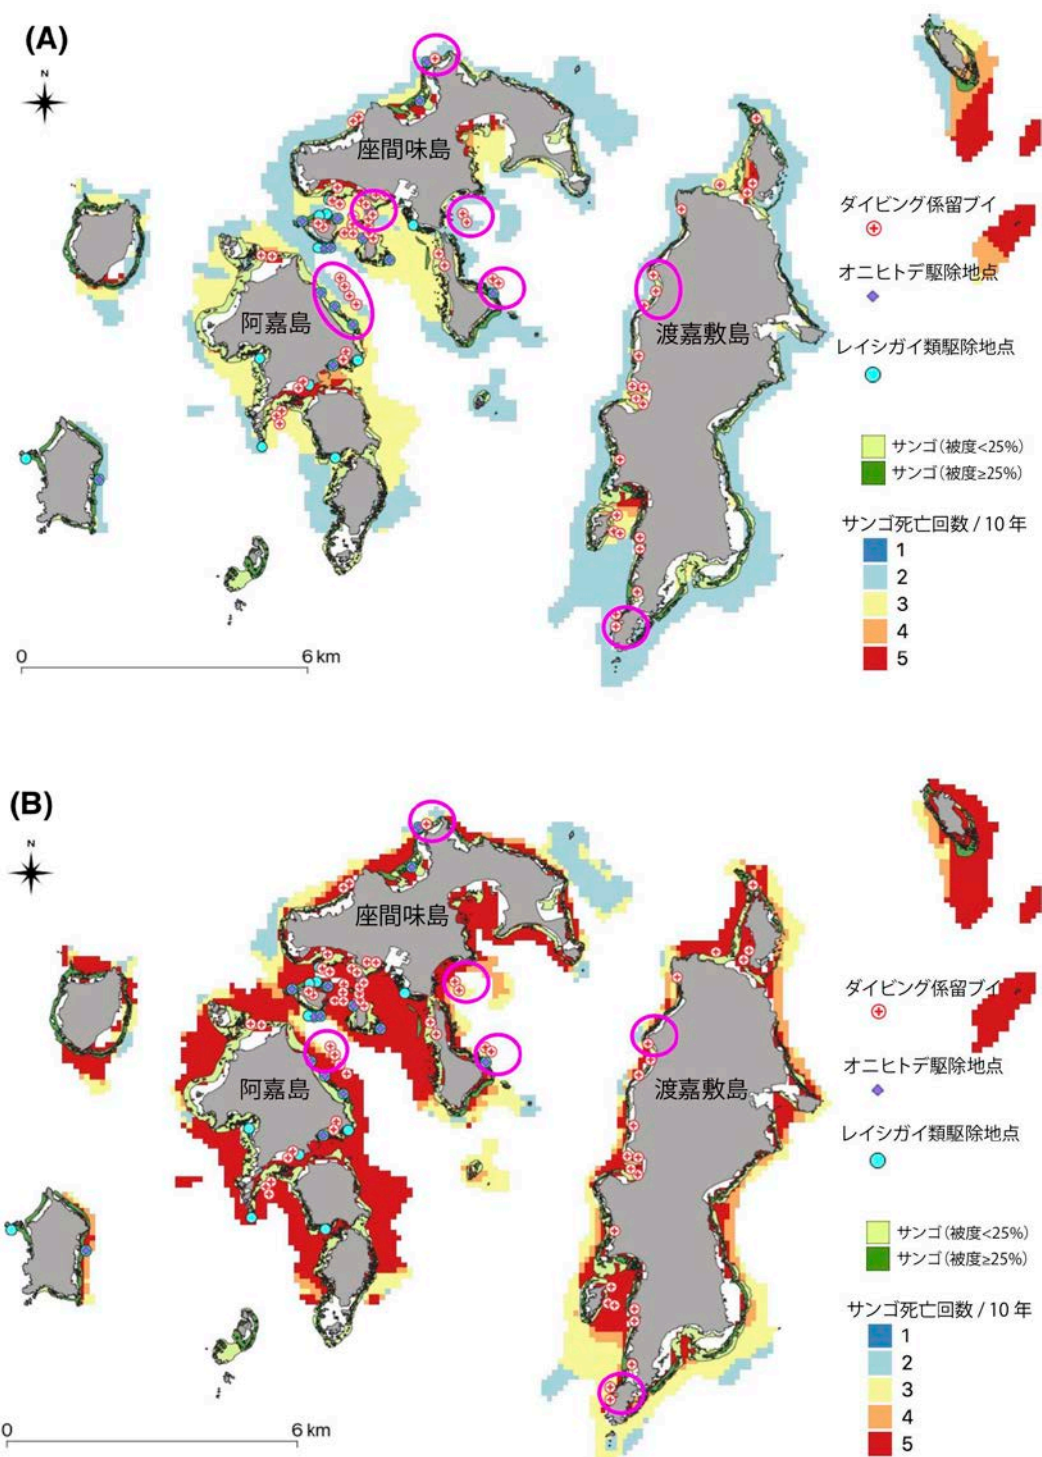 (A)
N
座間味島
阿嘉島
渡嘉敷島
ダイビング係留ブイ
オニヒトデ駆除地点
レイシガイ類駆除地点
サンゴ(被度<25%)
サンゴ(被度≥25%)
サンゴ死亡回数 / 10 年
1
2
3
4
5
0 6 km
(B)
N
座間味島
阿嘉島
渡嘉敷島
ダイビング係留ブイ
オニヒトデ駆除地点
レイシガイ類駆除地点
サンゴ(被度<25%)
サンゴ(被度≥25%)
サンゴ死亡回数 / 10 年
1
2
3
4
5
0 6 km